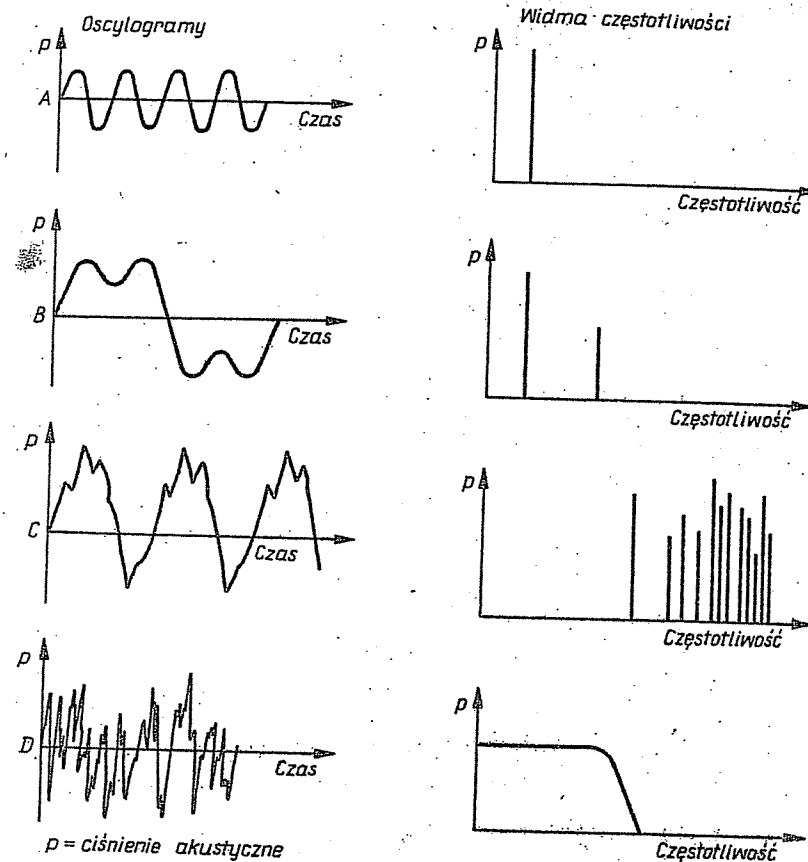 Oscylogramy
Widma częstotliwości
p
A
Czas
p
Częstotliwość
p
B
Czas
p
Częstotliwość
p
C
Czas
p
Częstotliwość
p
D
Czas
p
Częstotliwość
p = ciśnienie akustyczne